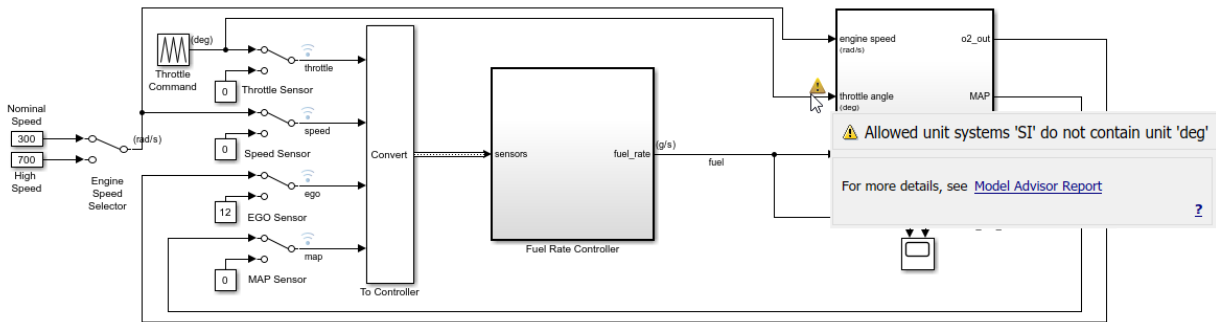 (deg)
Throttle
Command
throttle
0
Throttle Sensor
Nominal
Speed
300
700
High
Speed
(rad/s)
Engine
Speed
Selector
speed
0
Speed Sensor
ego
12
EGO Sensor
map
0
MAP Sensor
Convert
To Controller
sensors
fuel_rate
(g/s)
fuel
Fuel Rate Controller
engine speed
(rad/s)
o2_out
throttle angle
(deg)
MAP
Allowed unit systems 'SI' do not contain unit 'deg'
For more details, see Model Advisor Report
?